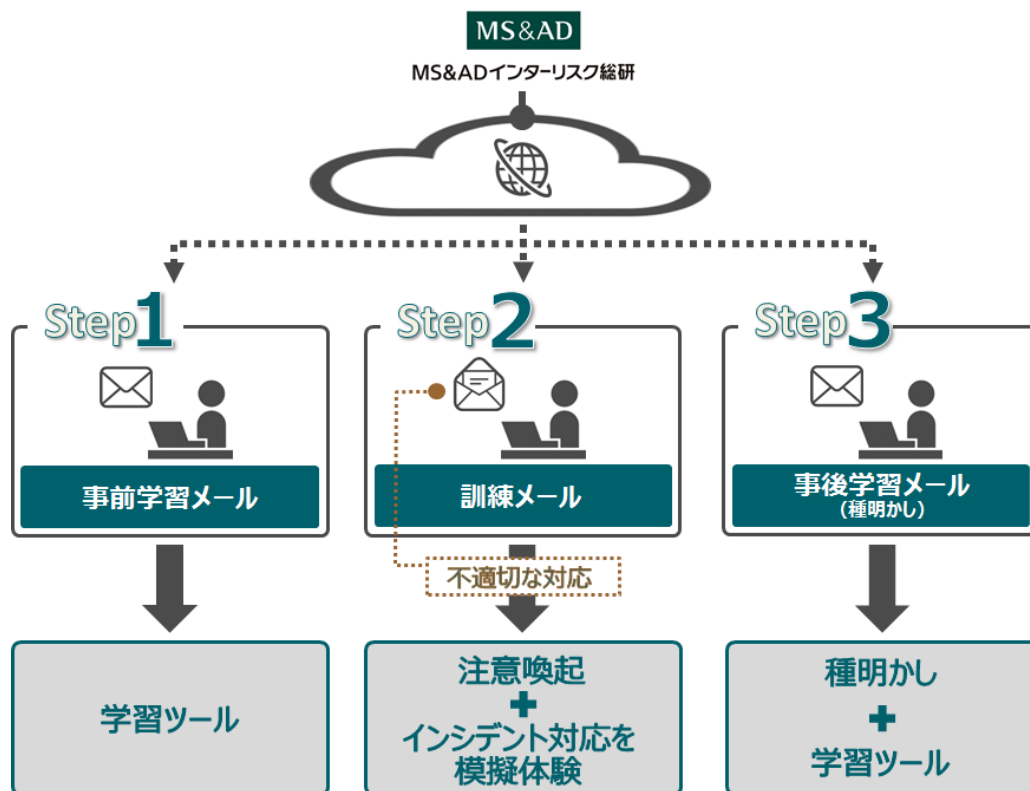 MS&AD
MS&ADインターリスク総研
Step1
Step2
Step3
事前学習メール
訓練メール
事後学習メール
(種明かし)
不適切な対応
学習ツール
注意喚起
+
インシデント対応を
模擬体験
種明かし
+
学習ツール